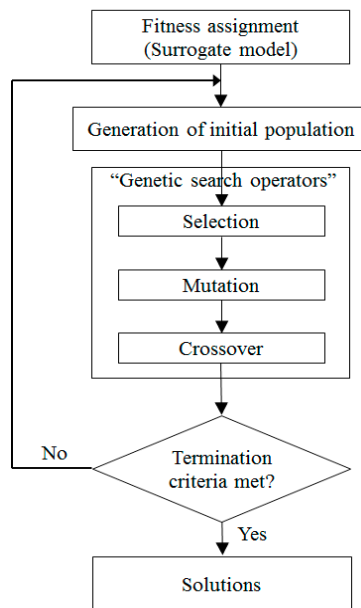 Fitness assignment
(Surrogate model)
Generation of initial population
“Genetic search operators”
Selection
Mutation
Crossover
Termination
criteria met?
No
Yes
Solutions